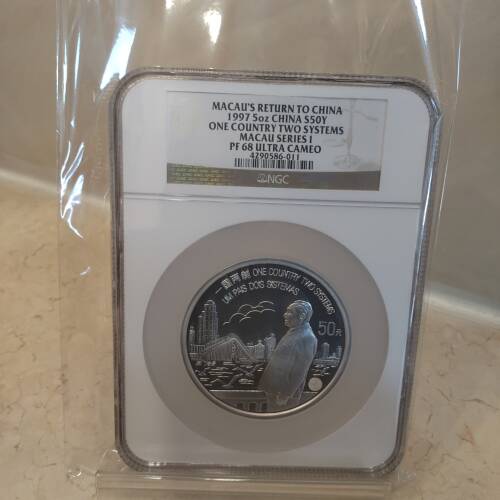 MACAU'S RETURN TO CHINA
1997 5oz CHINA S50Y
ONE COUNTRY TWO SYSTEMS
MACAU SERIES I
PF 68 ULTRA CAMEO
4290586-011
NGC
一國兩制 ONE COUNTRY TWO SYSTEMS
UM PAIS DOIS SISTEMAS
50元